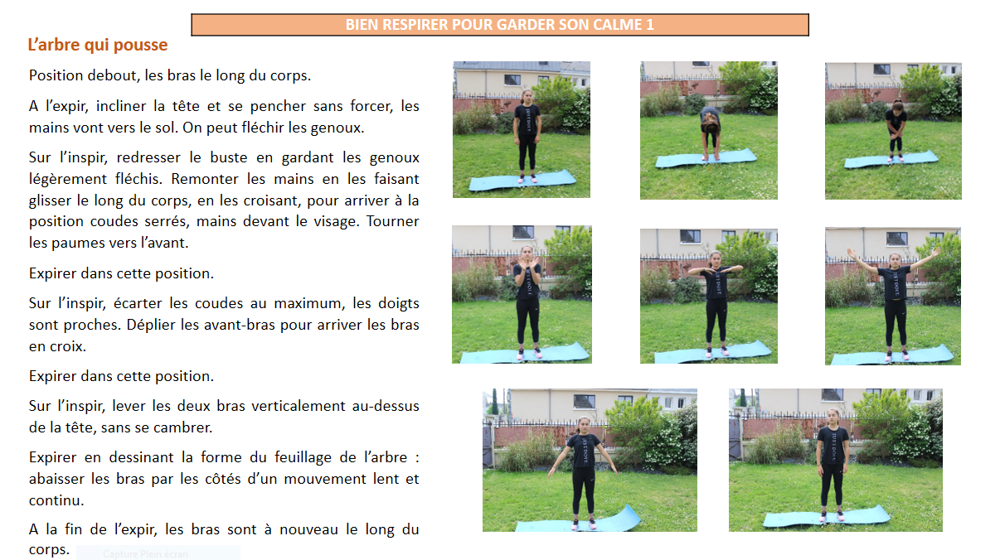 BIEN RESPIRER POUR GARDER SON CALME 1
L’arbre qui pousse
Position debout, les bras le long du corps.
A l’expir, incliner la tête et se pencher sans forcer, les
mains vont vers le sol. On peut fléchir les genoux.
Sur l’inspir, redresser le buste en gardant les genoux
légèrement fléchis. Remonter les mains en les faisant
glisser le long du corps, en les croisant, pour arriver à la
position coudes serrés, mains devant le visage. Tourner
les paumes vers l’avant.
Expirer dans cette position.
Sur l’inspir, écarter les coudes au maximum, les doigts
sont proches. Déplier les avant-bras pour arriver les bras
en croix.
Expirer dans cette position.
Sur l’inspir, lever les deux bras verticalement au-dessus
de la tête, sans se cambrer.
Expirer en dessinant la forme du feuillage de l’arbre :
abaisser les bras par les côtés d’un mouvement lent et
continu.
A la fin de l’expir, les bras sont à nouveau le long du
corps.
Capture Plein écran